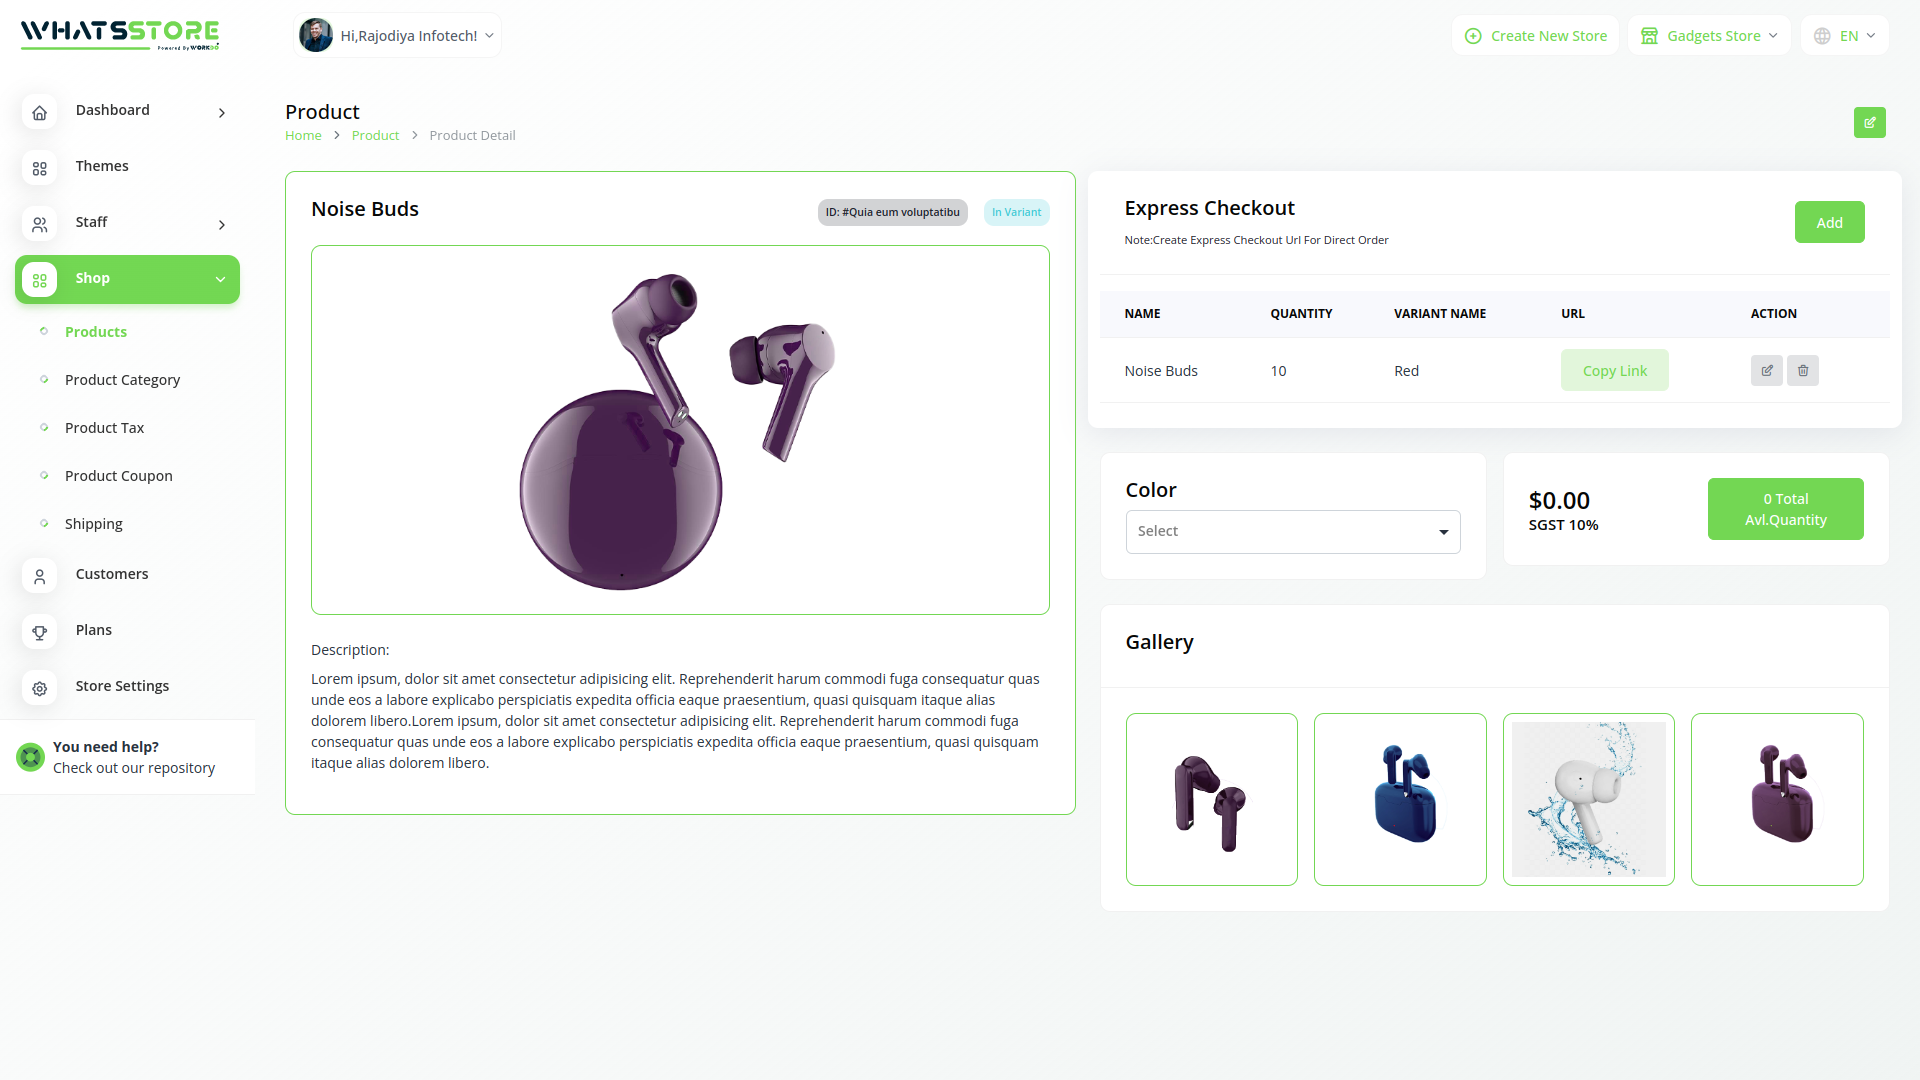 WHATSSTORE
Powered By WORKDO
Hi,Rajodiya Infotech!
Create New Store
Gadgets Store
EN
Dashboard
Themes
Staff
Shop
Products
Product Category
Product Tax
Product Coupon
Shipping
Customers
Plans
Store Settings
You need help?
Check out our repository
Product
Home > Product > Product Detail
Noise Buds
ID: #Quia eum voluptatibu
In Variant
Description:
Lorem ipsum, dolor sit amet consectetur adipisicing elit. Reprehenderit harum commodi fuga consequatur quas
unde eos a labore explicabo perspiciatis expedita officia eaque praesentium, quasi quisquam itaque alias
dolorem libero.Lorem ipsum, dolor sit amet consectetur adipisicing elit. Reprehenderit harum commodi fuga
consequatur quas unde eos a labore explicabo perspiciatis expedita officia eaque praesentium, quasi quisquam
itaque alias dolorem libero.
Express Checkout
Note:Create Express Checkout Url For Direct Order
Add
NAME QUANTITY VARIANT NAME URL ACTION
Noise Buds 10 Red Copy Link
Color
Select
$0.00
SGST 10%
0 Total
Avl.Quantity
Gallery